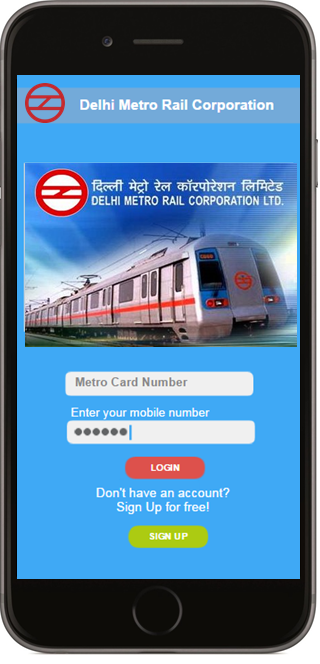 Delhi Metro Rail Corporation
दिल्ली मेट्रो रेल कॉरपोरेशन लिमिटेड
DELHI METRO RAIL CORPORATION LTD.
Metro Card Number
Enter your mobile number
LOGIN
Don't have an account?
Sign Up for free!
SIGN UP